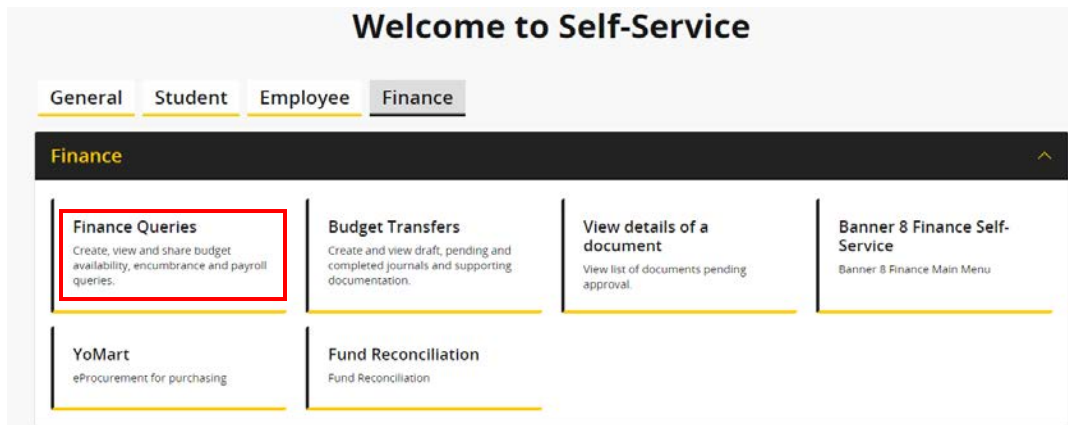 Welcome to Self-Service
General Student Employee Finance
Finance
Finance Queries
Create, view and share budget
availability, encumbrance and payroll
queries.
Budget Transfers
Create and view draft, pending and
completed journals and supporting
documentation.
View details of a
document
View list of documents pending
approval.
Banner 8 Finance Self-
Service
Banner 8 Finance Main Menu
YoMart
eProcurement for purchasing
Fund Reconciliation
Fund Reconciliation